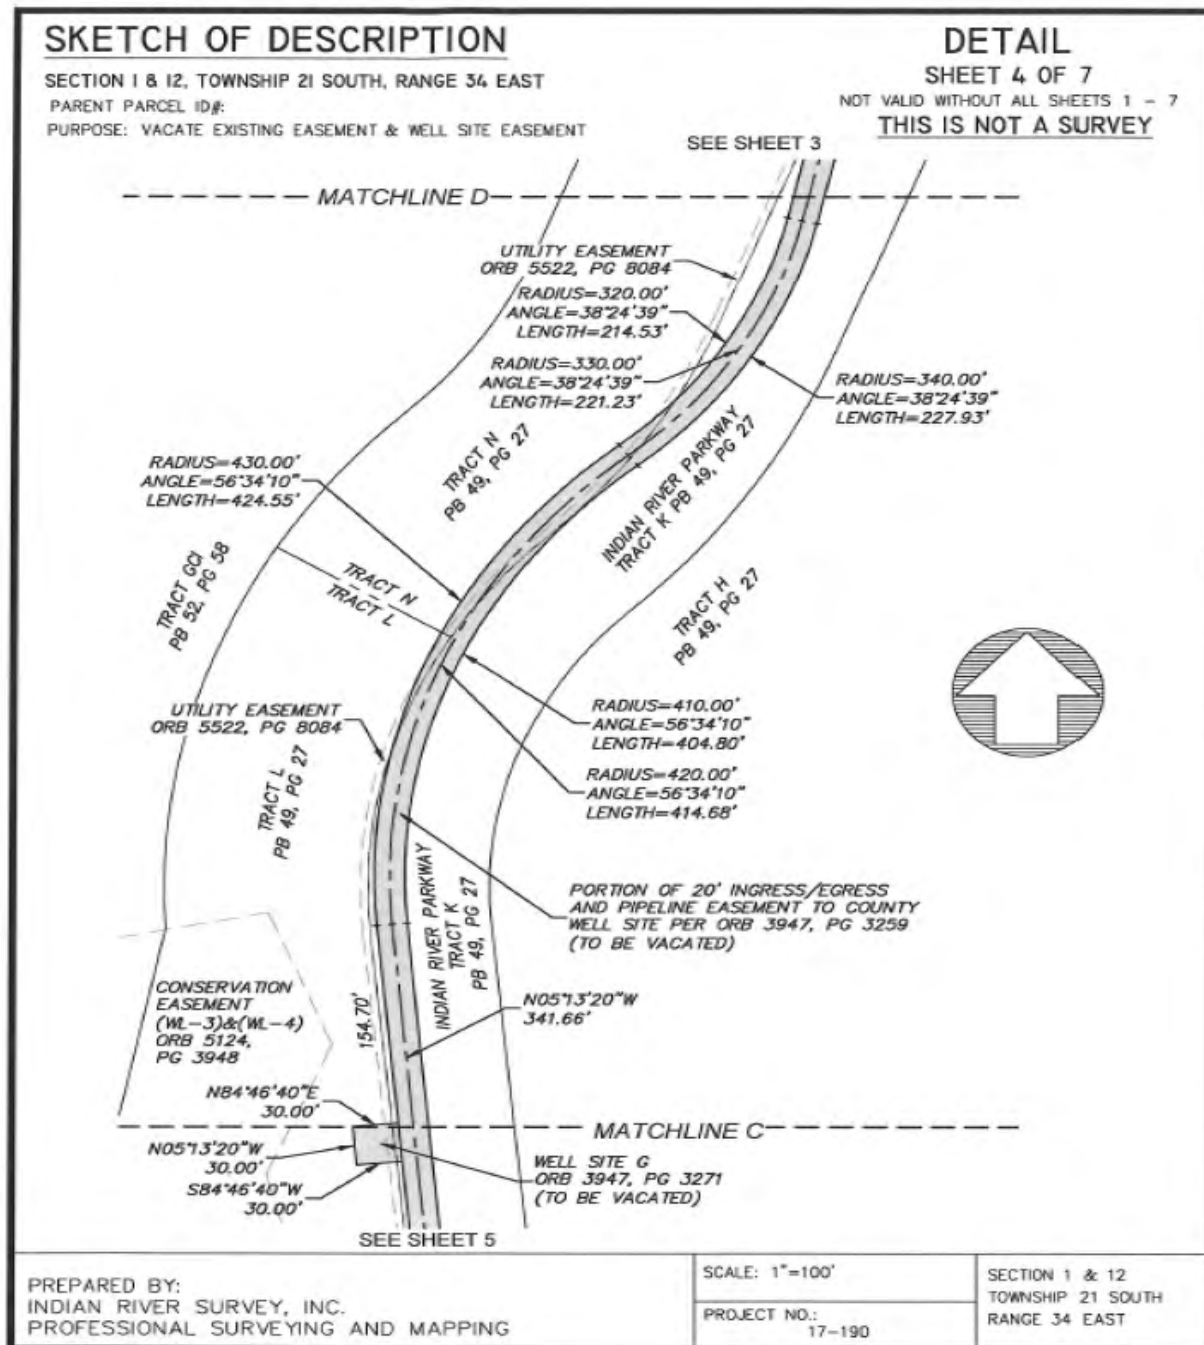 SKETCH OF DESCRIPTION
SECTION 1 & 12, TOWNSHIP 21 SOUTH, RANGE 34 EAST
PARENT PARCEL ID#:
PURPOSE: VACATE EXISTING EASEMENT & WELL SITE EASEMENT
DETAIL
SHEET 4 OF 7
NOT VALID WITHOUT ALL SHEETS 1 - 7
THIS IS NOT A SURVEY
SEE SHEET 3
MATCHLINE D
UTILITY EASEMENT
ORB 5522, PG 8084
RADIUS=320.00'
ANGLE=38°24'39"
LENGTH=214.53'
RADIUS=330.00'
ANGLE=38°24'39"
LENGTH=221.23'
RADIUS=340.00'
ANGLE=38°24'39"
LENGTH=227.93'
TRACT N
PB 49, PG 27
RADIUS=430.00'
ANGLE=56°34'10"
LENGTH=424.55'
INDIAN RIVER PARKWAY
TRACT K PB 49, PG 27
TRACT GCI
PB 52, PG 58
TRACT N
TRACT L
TRACT H
PB 49, PG 27
UTILITY EASEMENT
ORB 5522, PG 8084
RADIUS=410.00'
ANGLE=56°34'10"
LENGTH=404.80'
RADIUS=420.00'
ANGLE=56°34'10"
LENGTH=414.68'
TRACT L
PB 49, PG 27
PORTION OF 20' INGRESS/EGRESS
AND PIPELINE EASEMENT TO COUNTY
WELL SITE PER ORB 3947, PG 3259
(TO BE VACATED)
INDIAN RIVER PARKWAY
TRACT K
PB 49, PG 27
CONSERVATION
EASEMENT
(WL-3)&(WL-4)
ORB 5124,
PG 3948
154.70'
N05°13'20"W
341.66'
N84°46'40"E
30.00'
MATCHLINE C
N05°13'20"W
30.00'
S84°46'40"W
30.00'
WELL SITE G
ORB 3947, PG 3271
(TO BE VACATED)
SEE SHEET 5
PREPARED BY:
INDIAN RIVER SURVEY, INC.
PROFESSIONAL SURVEYING AND MAPPING
SCALE: 1"=100'
PROJECT NO.:
17-190
SECTION 1 & 12
TOWNSHIP 21 SOUTH
RANGE 34 EAST